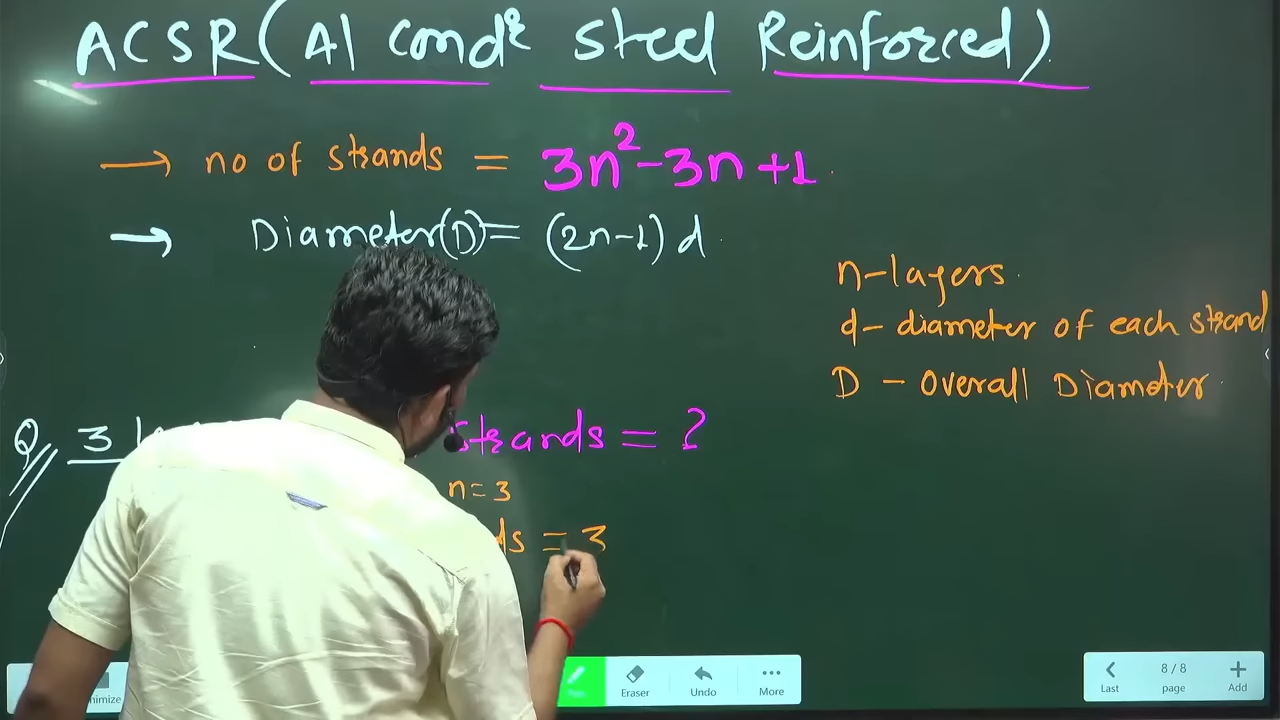 ACSR (Al condr steel Reinforced)
→ no of strands = 3n²-3n+1
→ Diameter(D) = (2n-1) d
n-layers
d- diameter of each strand
D - Overall Diameter
Q 3 strands = ?
n=3
ds = 3
Eraser Undo More
8/8
Last page Add